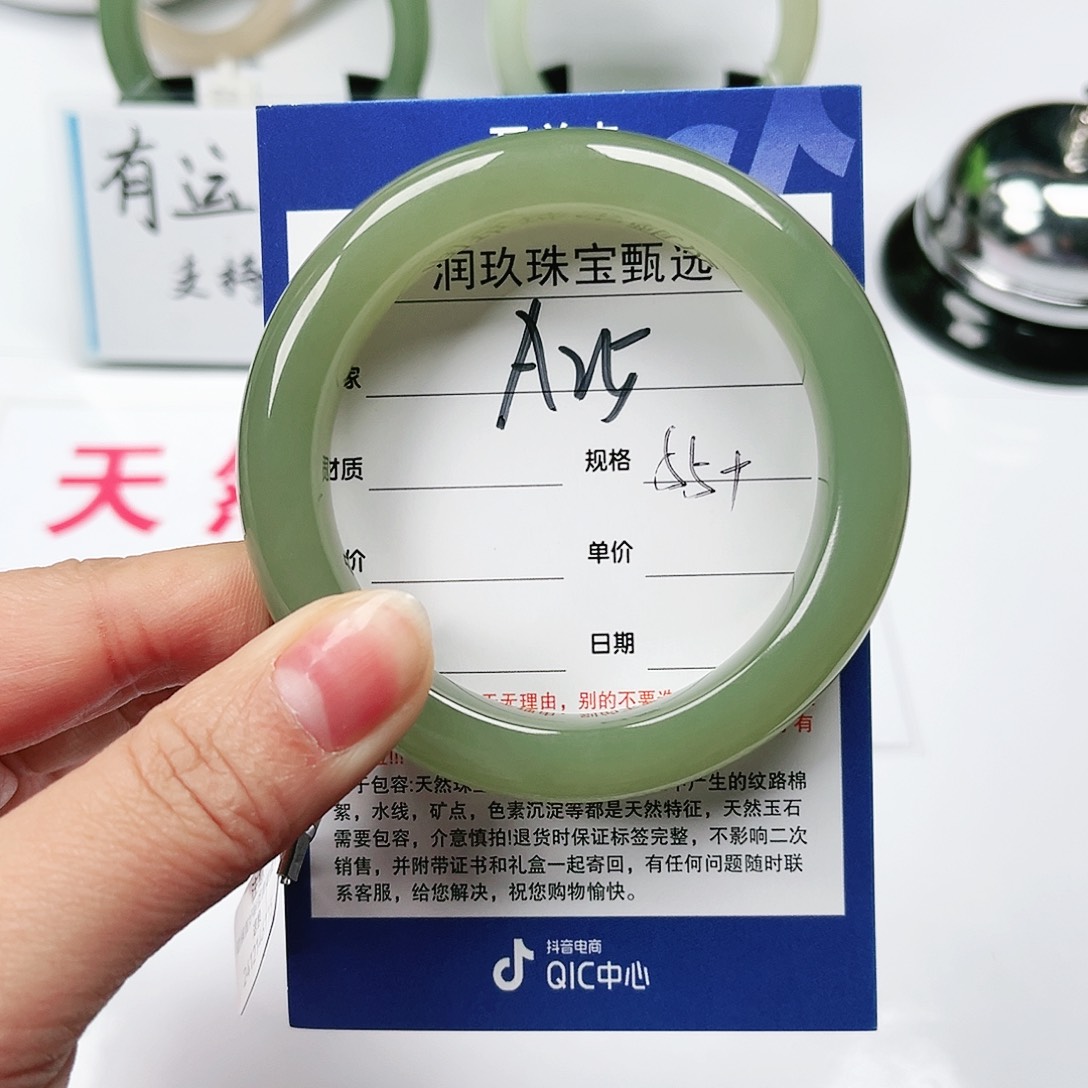 有运
支持
天
润玖珠宝甄选
家 A25
材质 规格 55+
价 单价
日期
无理由，别的不要
有
!!!
包容:天然珠 产生的纹路棉
絮，水线，矿点，色素沉淀等都是天然特征，天然玉石
需要包容，介意慎拍!退货时保证标签完整，不影响二次
销售，并附带证书和礼盒一起寄回，有任何问题随时联
系客服，给您解决，祝您购物愉快。
抖音电商
QIC中心